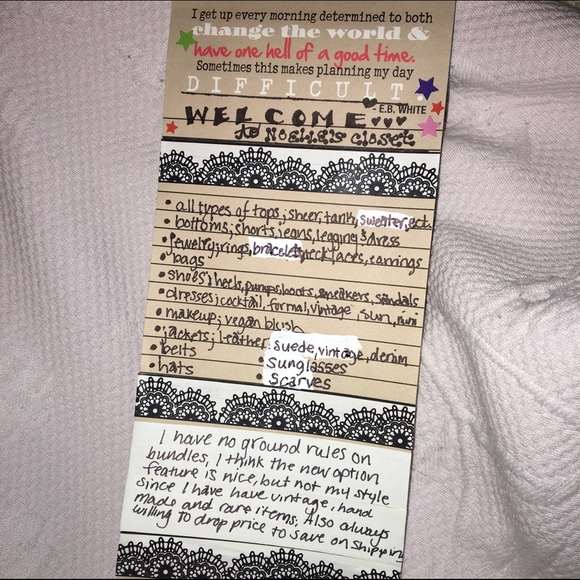 I get up every morning determined to both
change the world &
have one hell of a good time.
Sometimes this makes planning my day
DIFFICULT.
- E.B. WHITE
WELCOME
to NOELLE'S CLOSET
• all types of tops; sheer, tank, sweater, ect.
• bottoms; shorts, jeans, legging & dress
• jewelry; rings, bracelets, necklaces, earrings
• bags
• shoes; heels, pumps, boots, sneakers, sandals
• dresses; cocktail, formal, vintage, sun, mini
• makeup; vegan blush
• jackets; leather, suede, vintage, denim
• belts • sunglasses
• hats • scarves
I have no ground rules on
bundles, I think the new option
feature is nice, but not my style
since I have have vintage, hand
made and rare items. Also always
willing to drop price to save on shipping